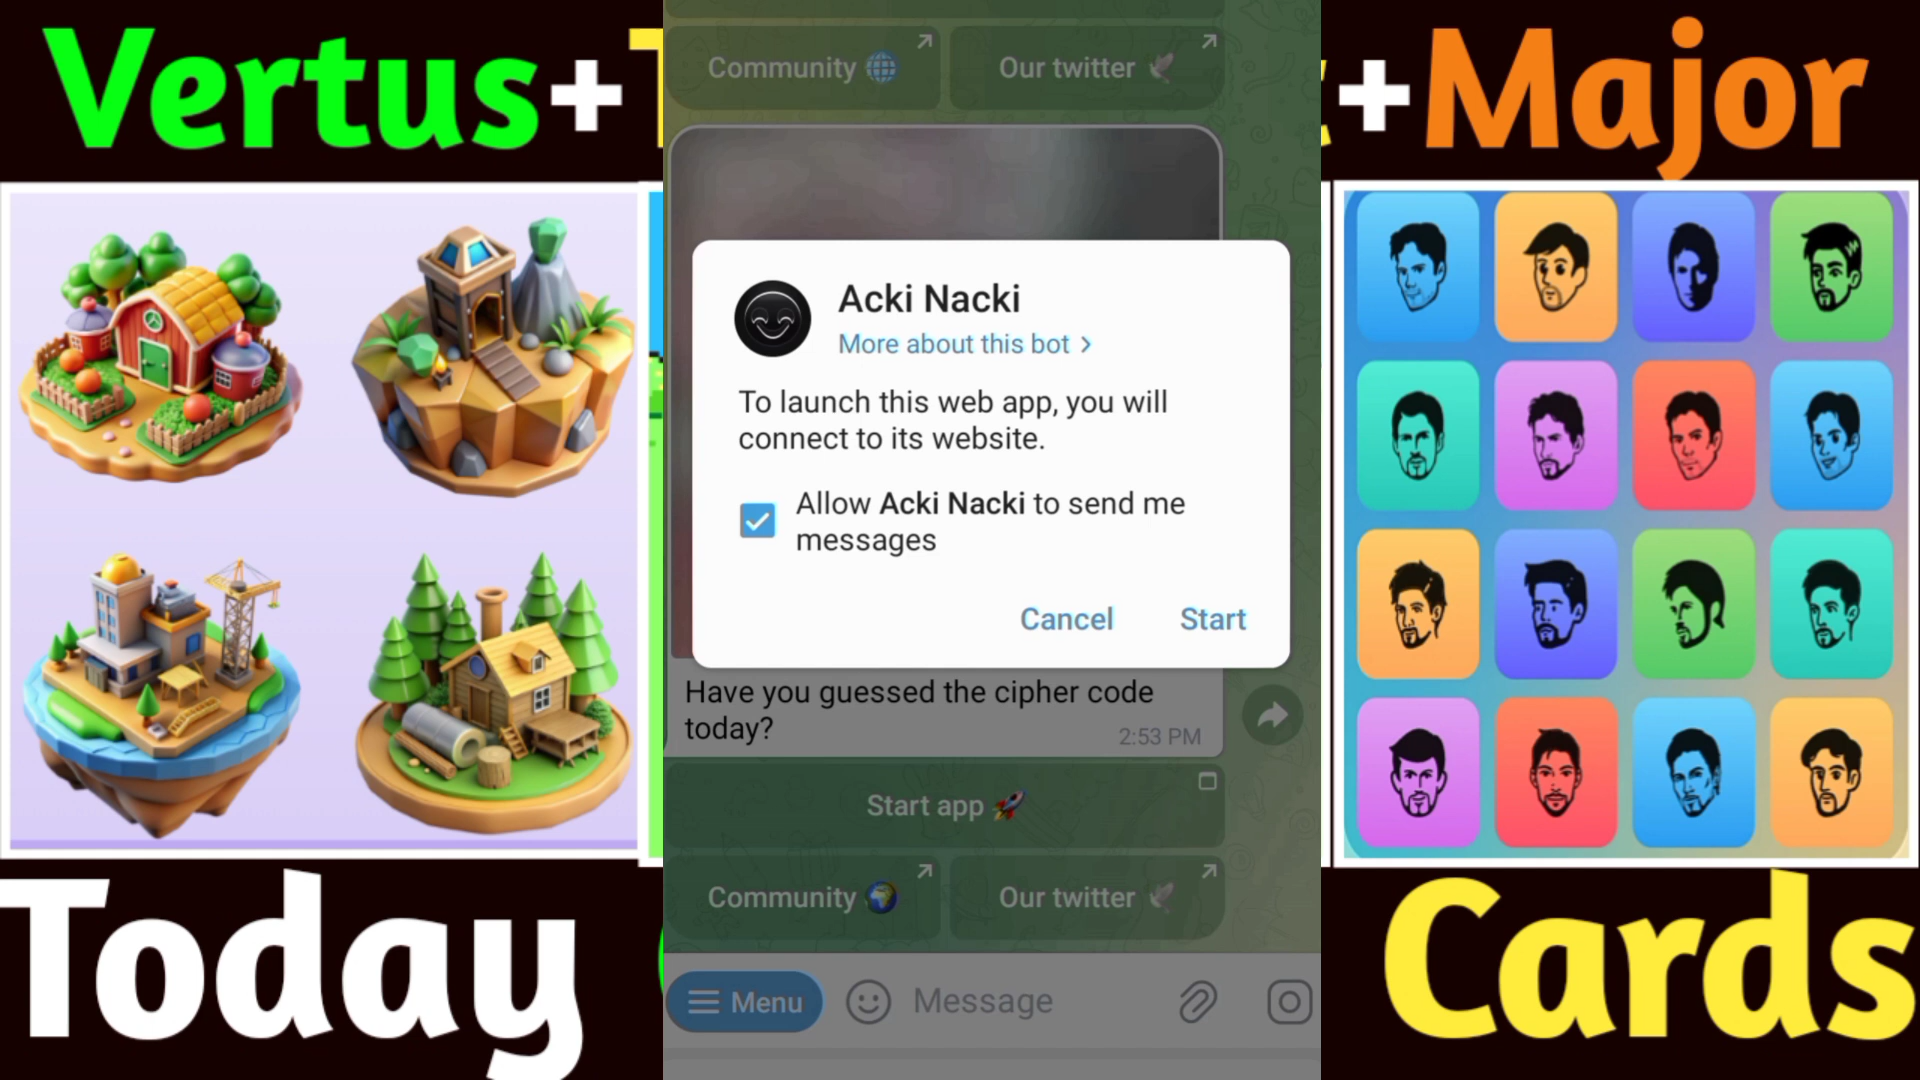 Vertus+
+Major
Community
Our twitter
Acki Nacki
More about this bot
To launch this web app, you will
connect to its website.
Allow Acki Nacki to send me
messages
Cancel
Start
Have you guessed the cipher code
today?
2:53 PM
Start app
Community
Our twitter
Menu
Message
Today
Cards